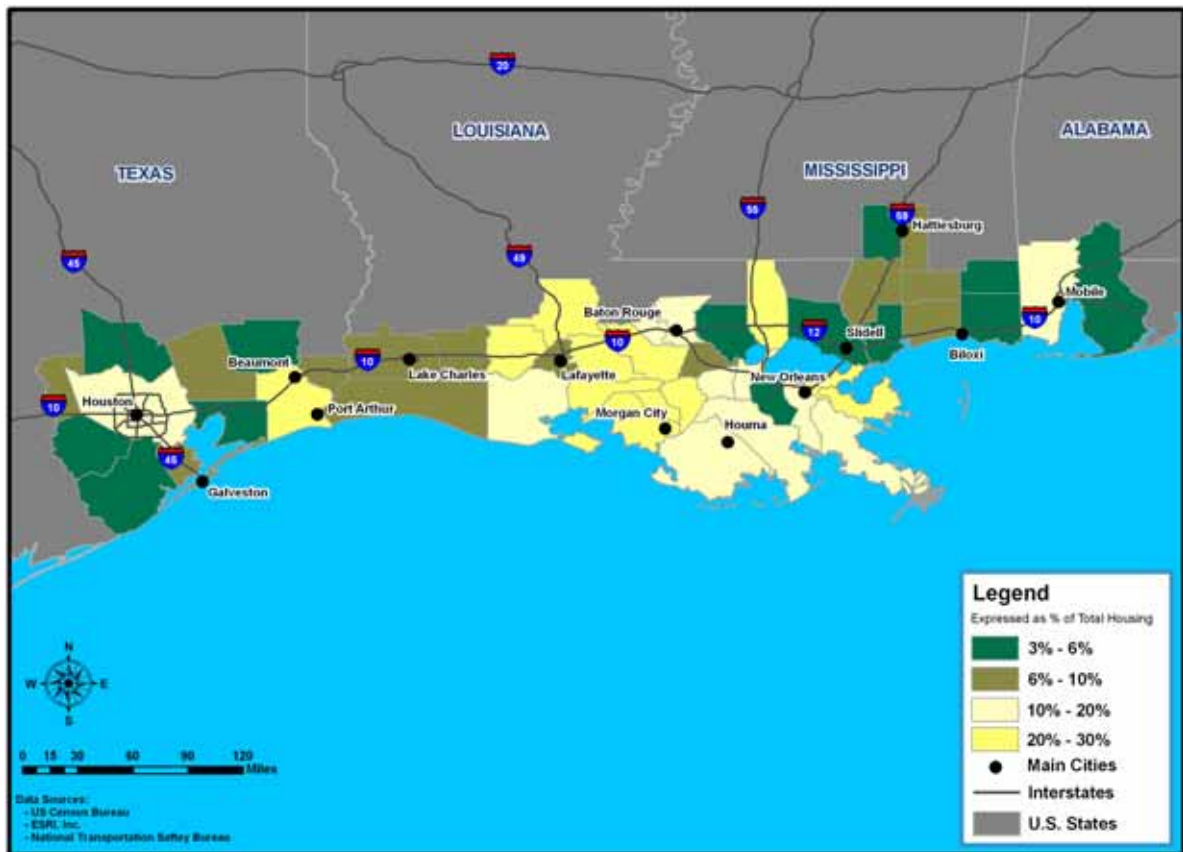 20
LOUISIANA
ALABAMA
TEXAS
MISSISSIPPI
55
59
Hattiesburg
45
49
Mobile
Baton Rouge
10
12
Slidell
10
Beaumont
10
Biloxi
Lake Charles
Lafayette
New Orleans
10
Houston
Port Arthur
Morgan City
Houma
45
Galveston
Legend
Expressed as % of Total Housing
3% - 6%
6% - 10%
10% - 20%
20% - 30%
Main Cities
Interstates
U.S. States
N
W E
S
0 15 30 60 90 120
Miles
Data Sources:
- US Census Bureau
- ESRI, Inc.
- National Transportation Saftey Bureau